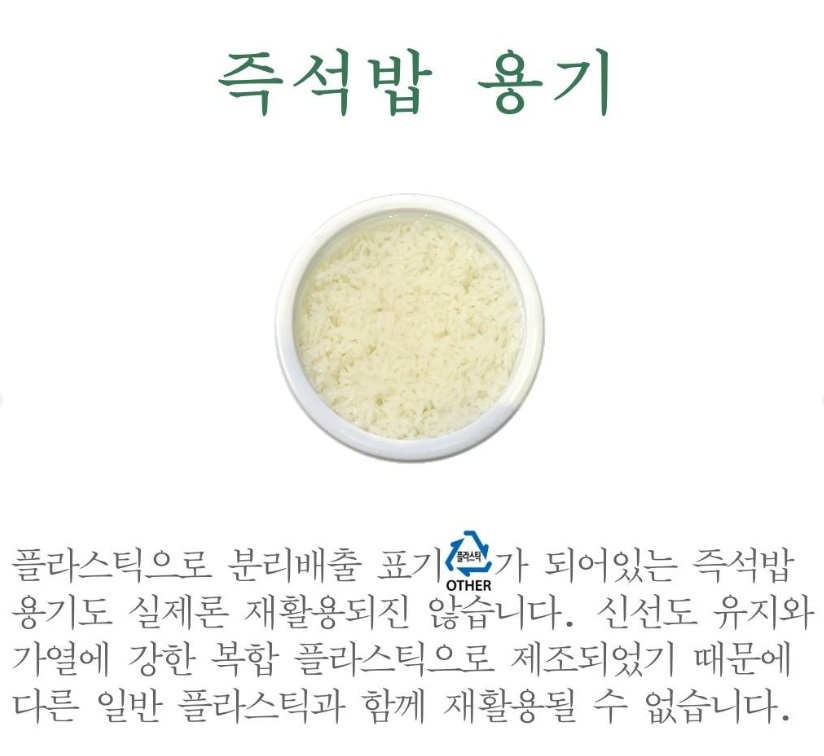 즉석밥 용기
플라스틱으로 분리배출 표기 플라스틱 OTHER 가 되어있는 즉석밥
용기도 실제론 재활용되진 않습니다. 신선도 유지와
가열에 강한 복합 플라스틱으로 제조되었기 때문에
다른 일반 플라스틱과 함께 재활용될 수 없습니다.